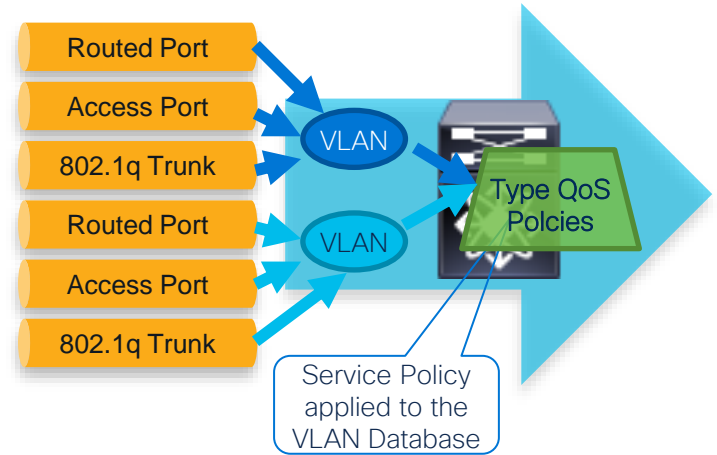 Routed Port
Access Port
802.1q Trunk
Routed Port
Access Port
802.1q Trunk
VLAN
VLAN
Type QoS
Polcies
Service Policy
applied to the
VLAN Database